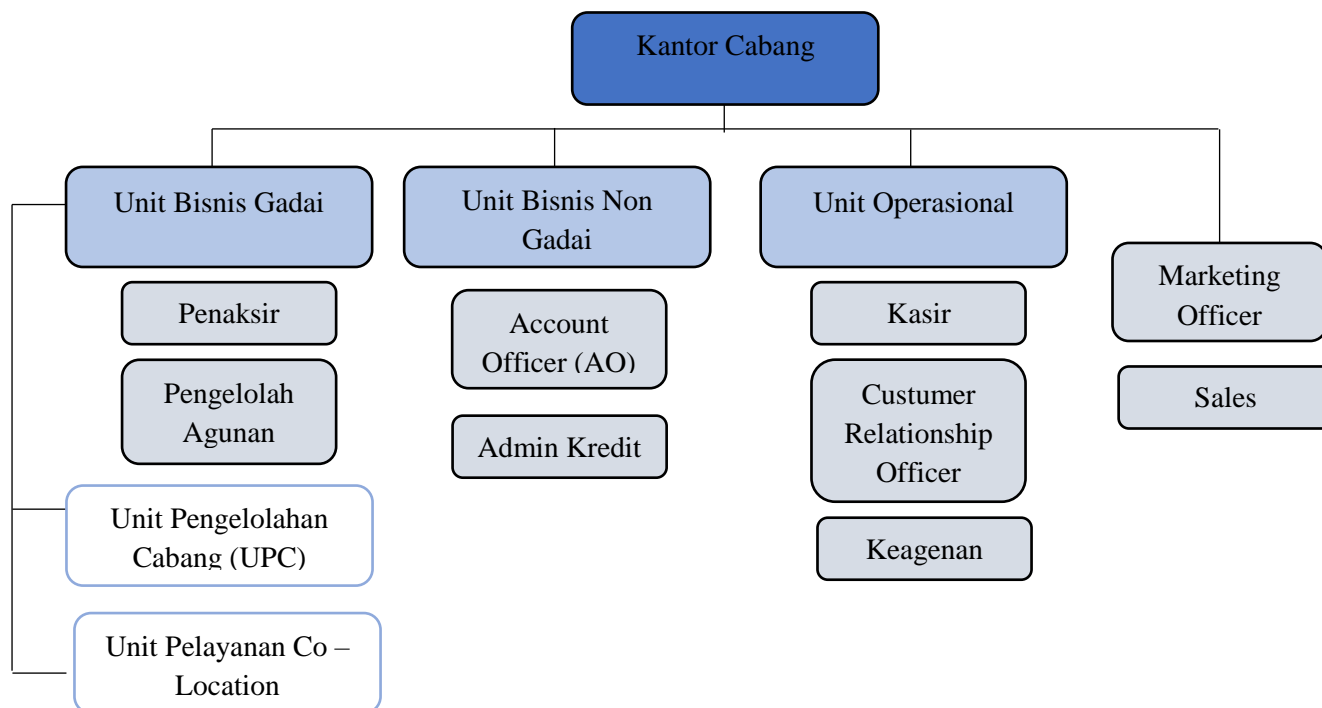 Kantor Cabang
Unit Bisnis Gadai
Penaksir
Pengelolah
Agunan
Unit Pengelolahan
Cabang (UPC)
Unit Pelayanan Co –
Location
Unit Bisnis Non
Gadai
Account
Officer (AO)
Admin Kredit
Unit Operasional
Kasir
Custumer
Relationship
Officer
Keagenan
Marketing
Officer
Sales